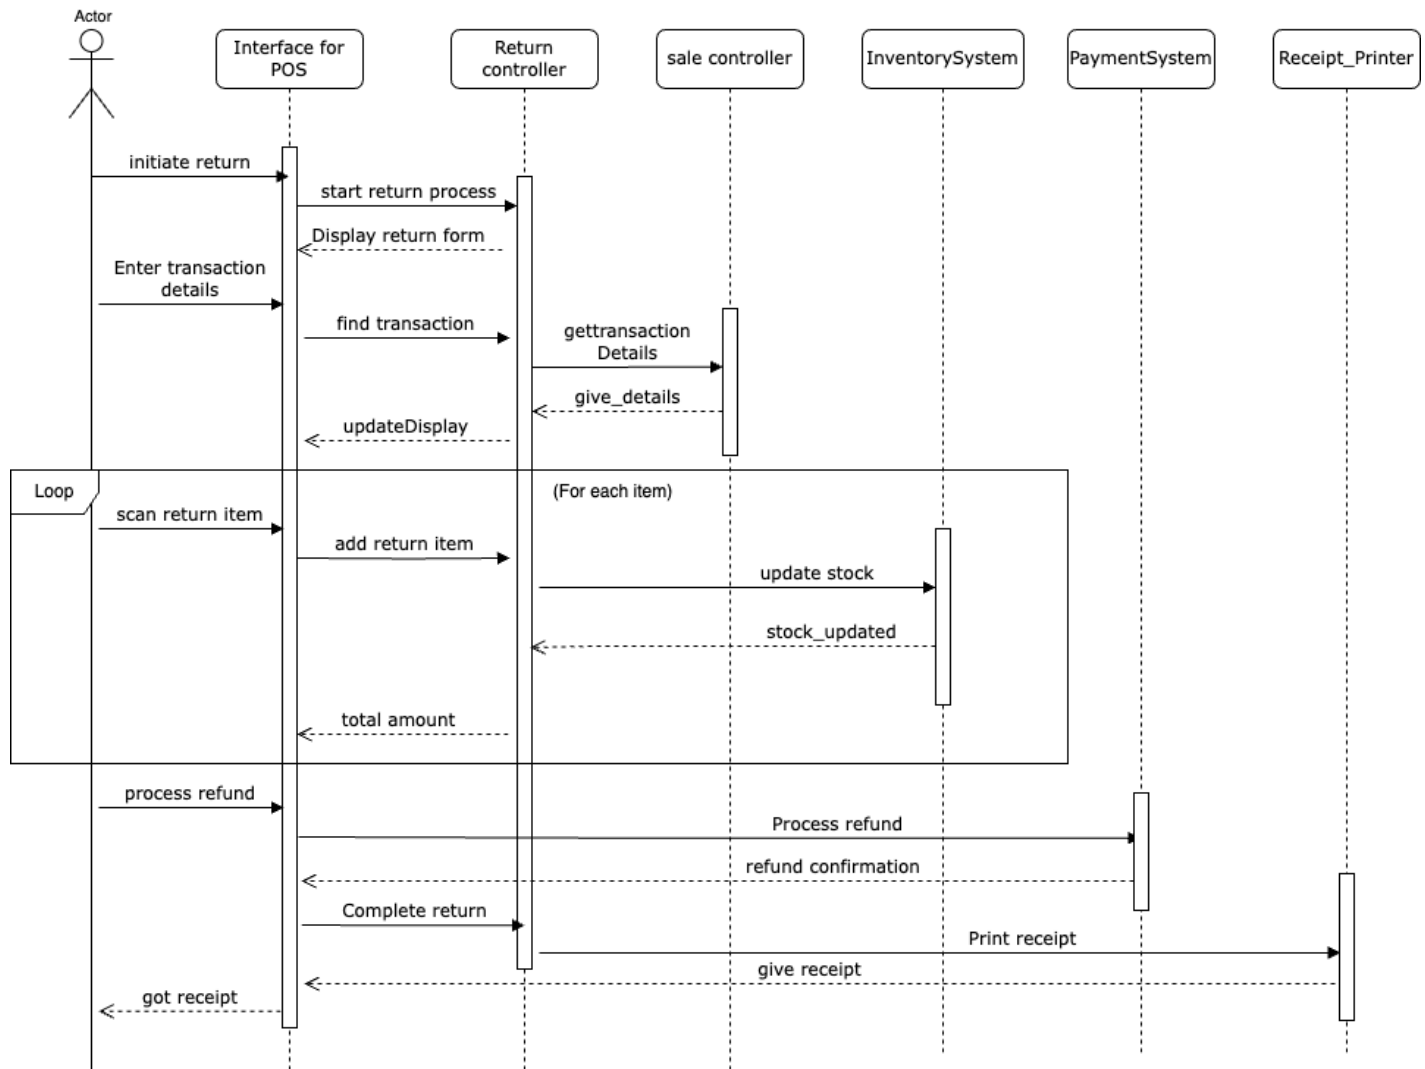 Actor
Interface for
POS
Return
controller
sale controller
InventorySystem
PaymentSystem
Receipt_Printer
initiate return
start return process
Display return form
Enter transaction
details
find transaction
gettransaction
Details
give_details
updateDisplay
Loop
(For each item)
scan return item
add return item
update stock
stock_updated
total amount
process refund
Process refund
refund confirmation
Complete return
Print receipt
give receipt
got receipt